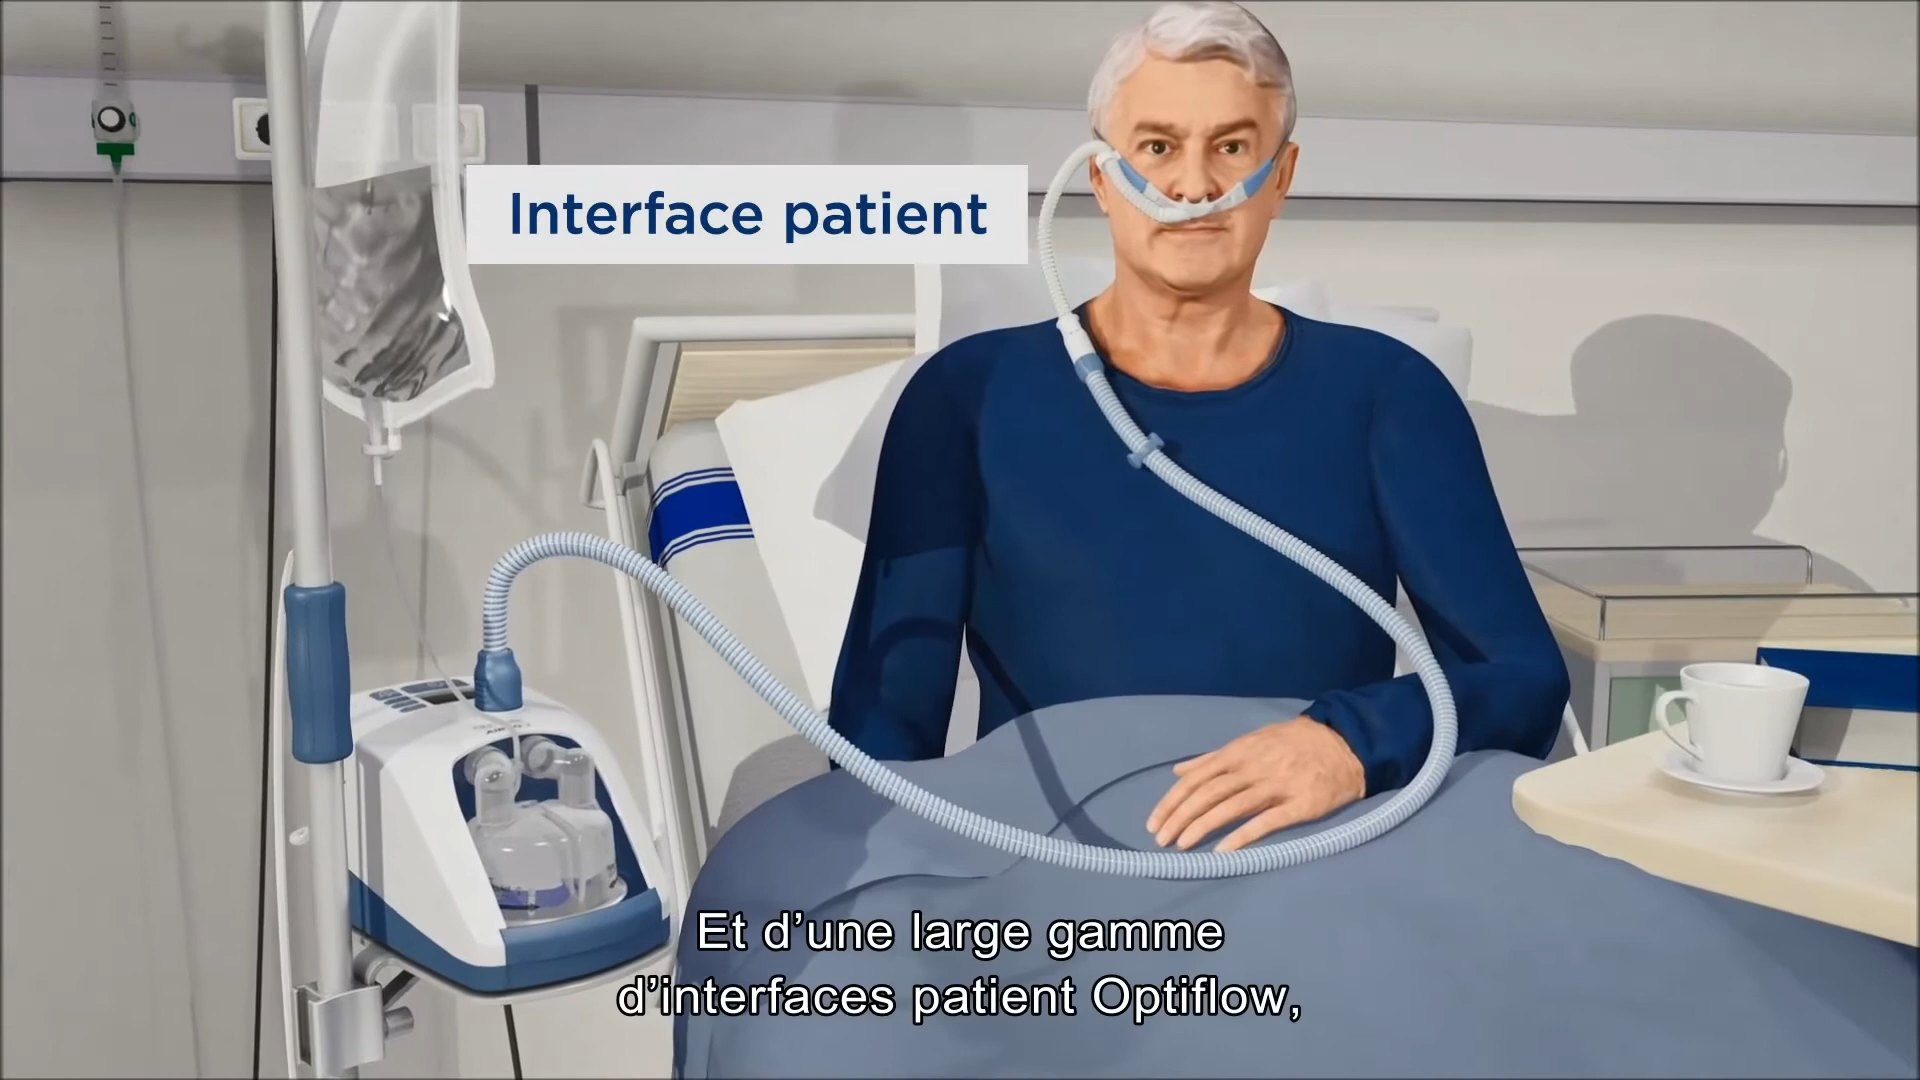 Interface patient
Et d’une large gamme
d’interfaces patient Optiflow,